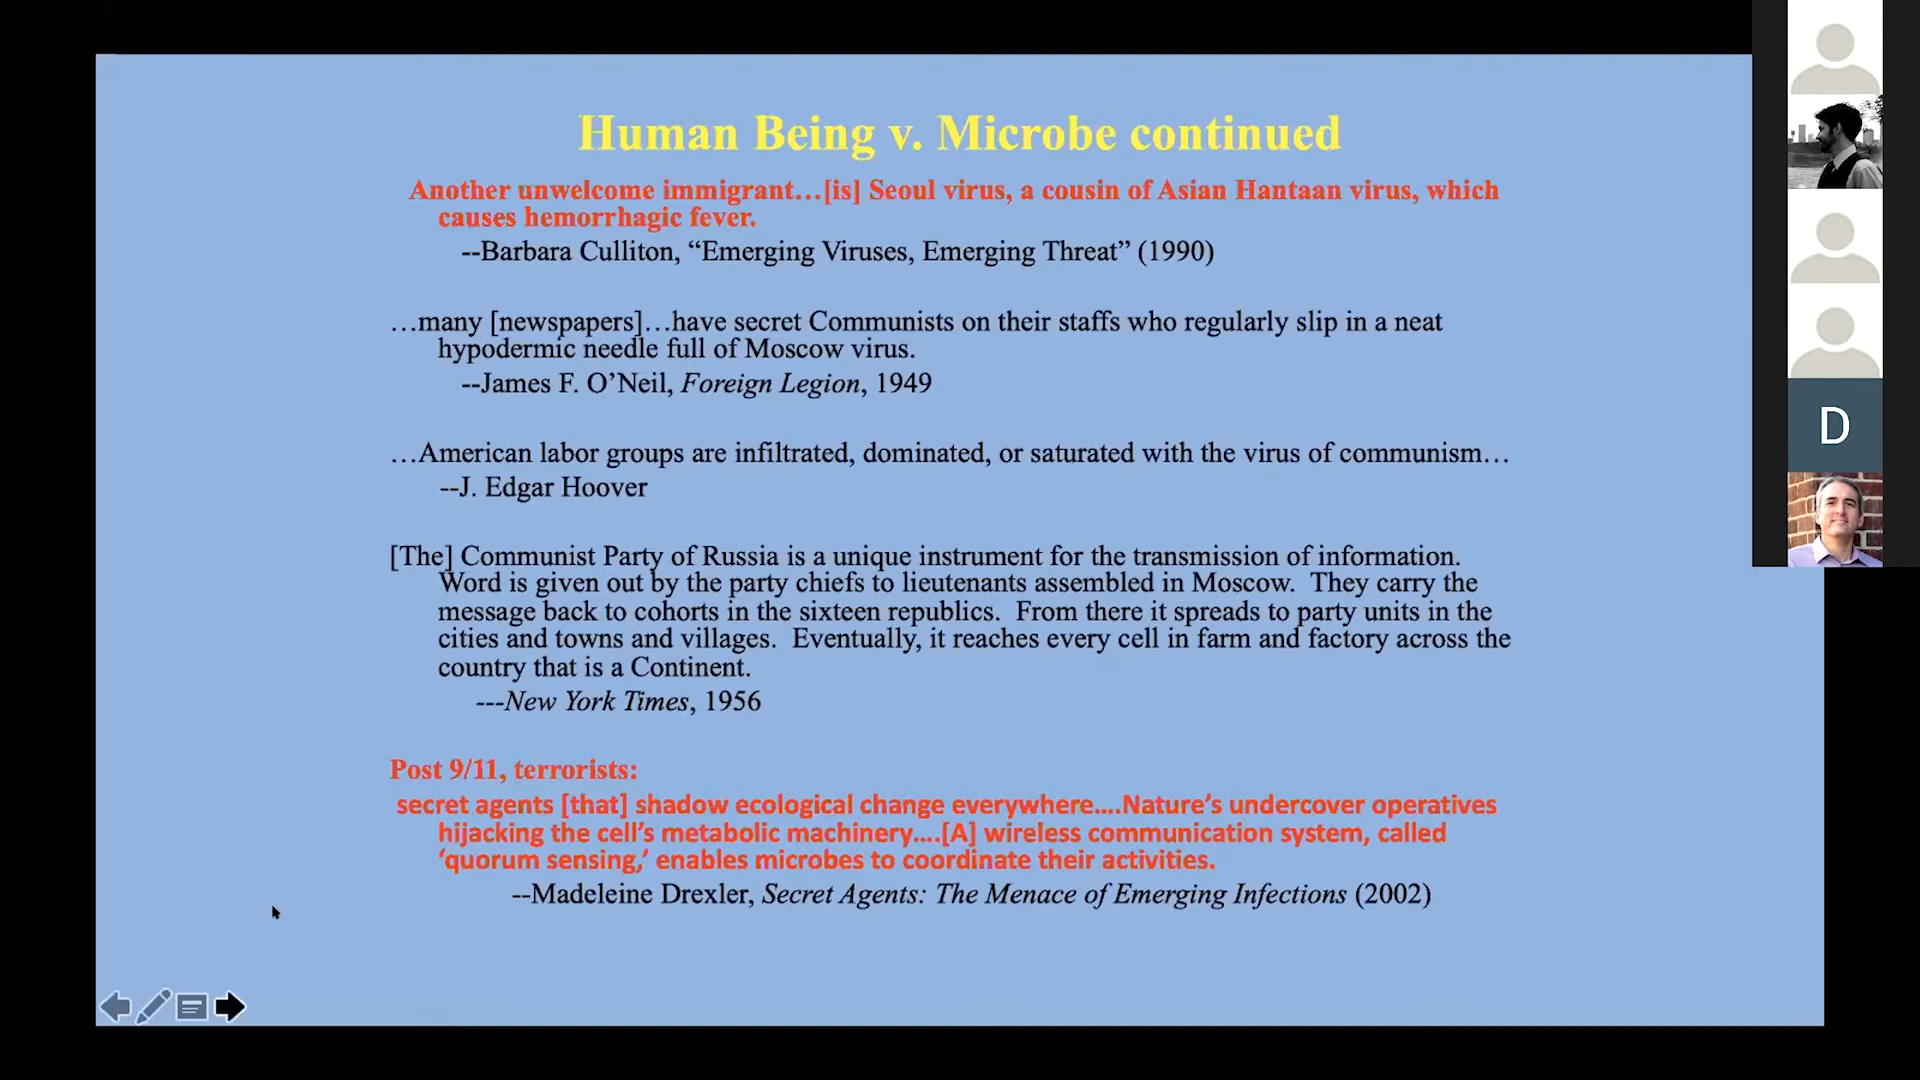 Human Being v. Microbe continued
Another unwelcome immigrant…[is] Seoul virus, a cousin of Asian Hantaan virus, which
causes hemorrhagic fever.
--Barbara Culliton, “Emerging Viruses, Emerging Threat” (1990)
…many [newspapers]…have secret Communists on their staffs who regularly slip in a neat
hypodermic needle full of Moscow virus.
--James F. O’Neil, Foreign Legion, 1949
…American labor groups are infiltrated, dominated, or saturated with the virus of communism…
--J. Edgar Hoover
[The] Communist Party of Russia is a unique instrument for the transmission of information.
Word is given out by the party chiefs to lieutenants assembled in Moscow.  They carry the
message back to cohorts in the sixteen republics.  From there it spreads to party units in the
cities and towns and villages.  Eventually, it reaches every cell in farm and factory across the
country that is a Continent.
---New York Times, 1956
Post 9/11, terrorists:
secret agents [that] shadow ecological change everywhere….Nature’s undercover operatives
hijacking the cell’s metabolic machinery….[A] wireless communication system, called
‘quorum sensing,’ enables microbes to coordinate their activities.
--Madeleine Drexler, Secret Agents: The Menace of Emerging Infections (2002)
D